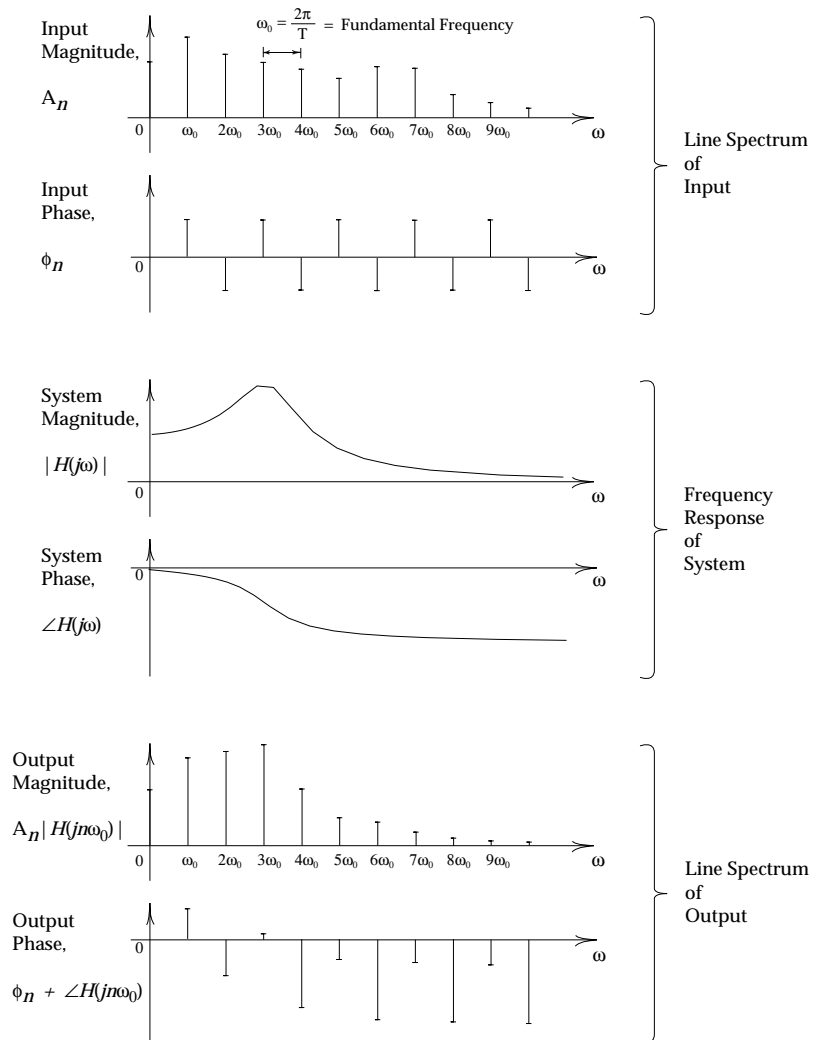 Input
Magnitude,
Aₙ
ω₀ = 2π/T = Fundamental Frequency
0 ω₀ 2ω₀ 3ω₀ 4ω₀ 5ω₀ 6ω₀ 7ω₀ 8ω₀ 9ω₀ ω
Line Spectrum
of
Input
Input
Phase,
ϕₙ
0 ω
System
Magnitude,
|H(jω)|
0 ω
Frequency
Response
of
System
System
Phase,
∠H(jω)
0 ω
Output
Magnitude,
Aₙ|H(jnω₀)|
0 ω₀ 2ω₀ 3ω₀ 4ω₀ 5ω₀ 6ω₀ 7ω₀ 8ω₀ 9ω₀ ω
Line Spectrum
of
Output
Output
Phase,
ϕₙ + ∠H(jnω₀)
0 ω